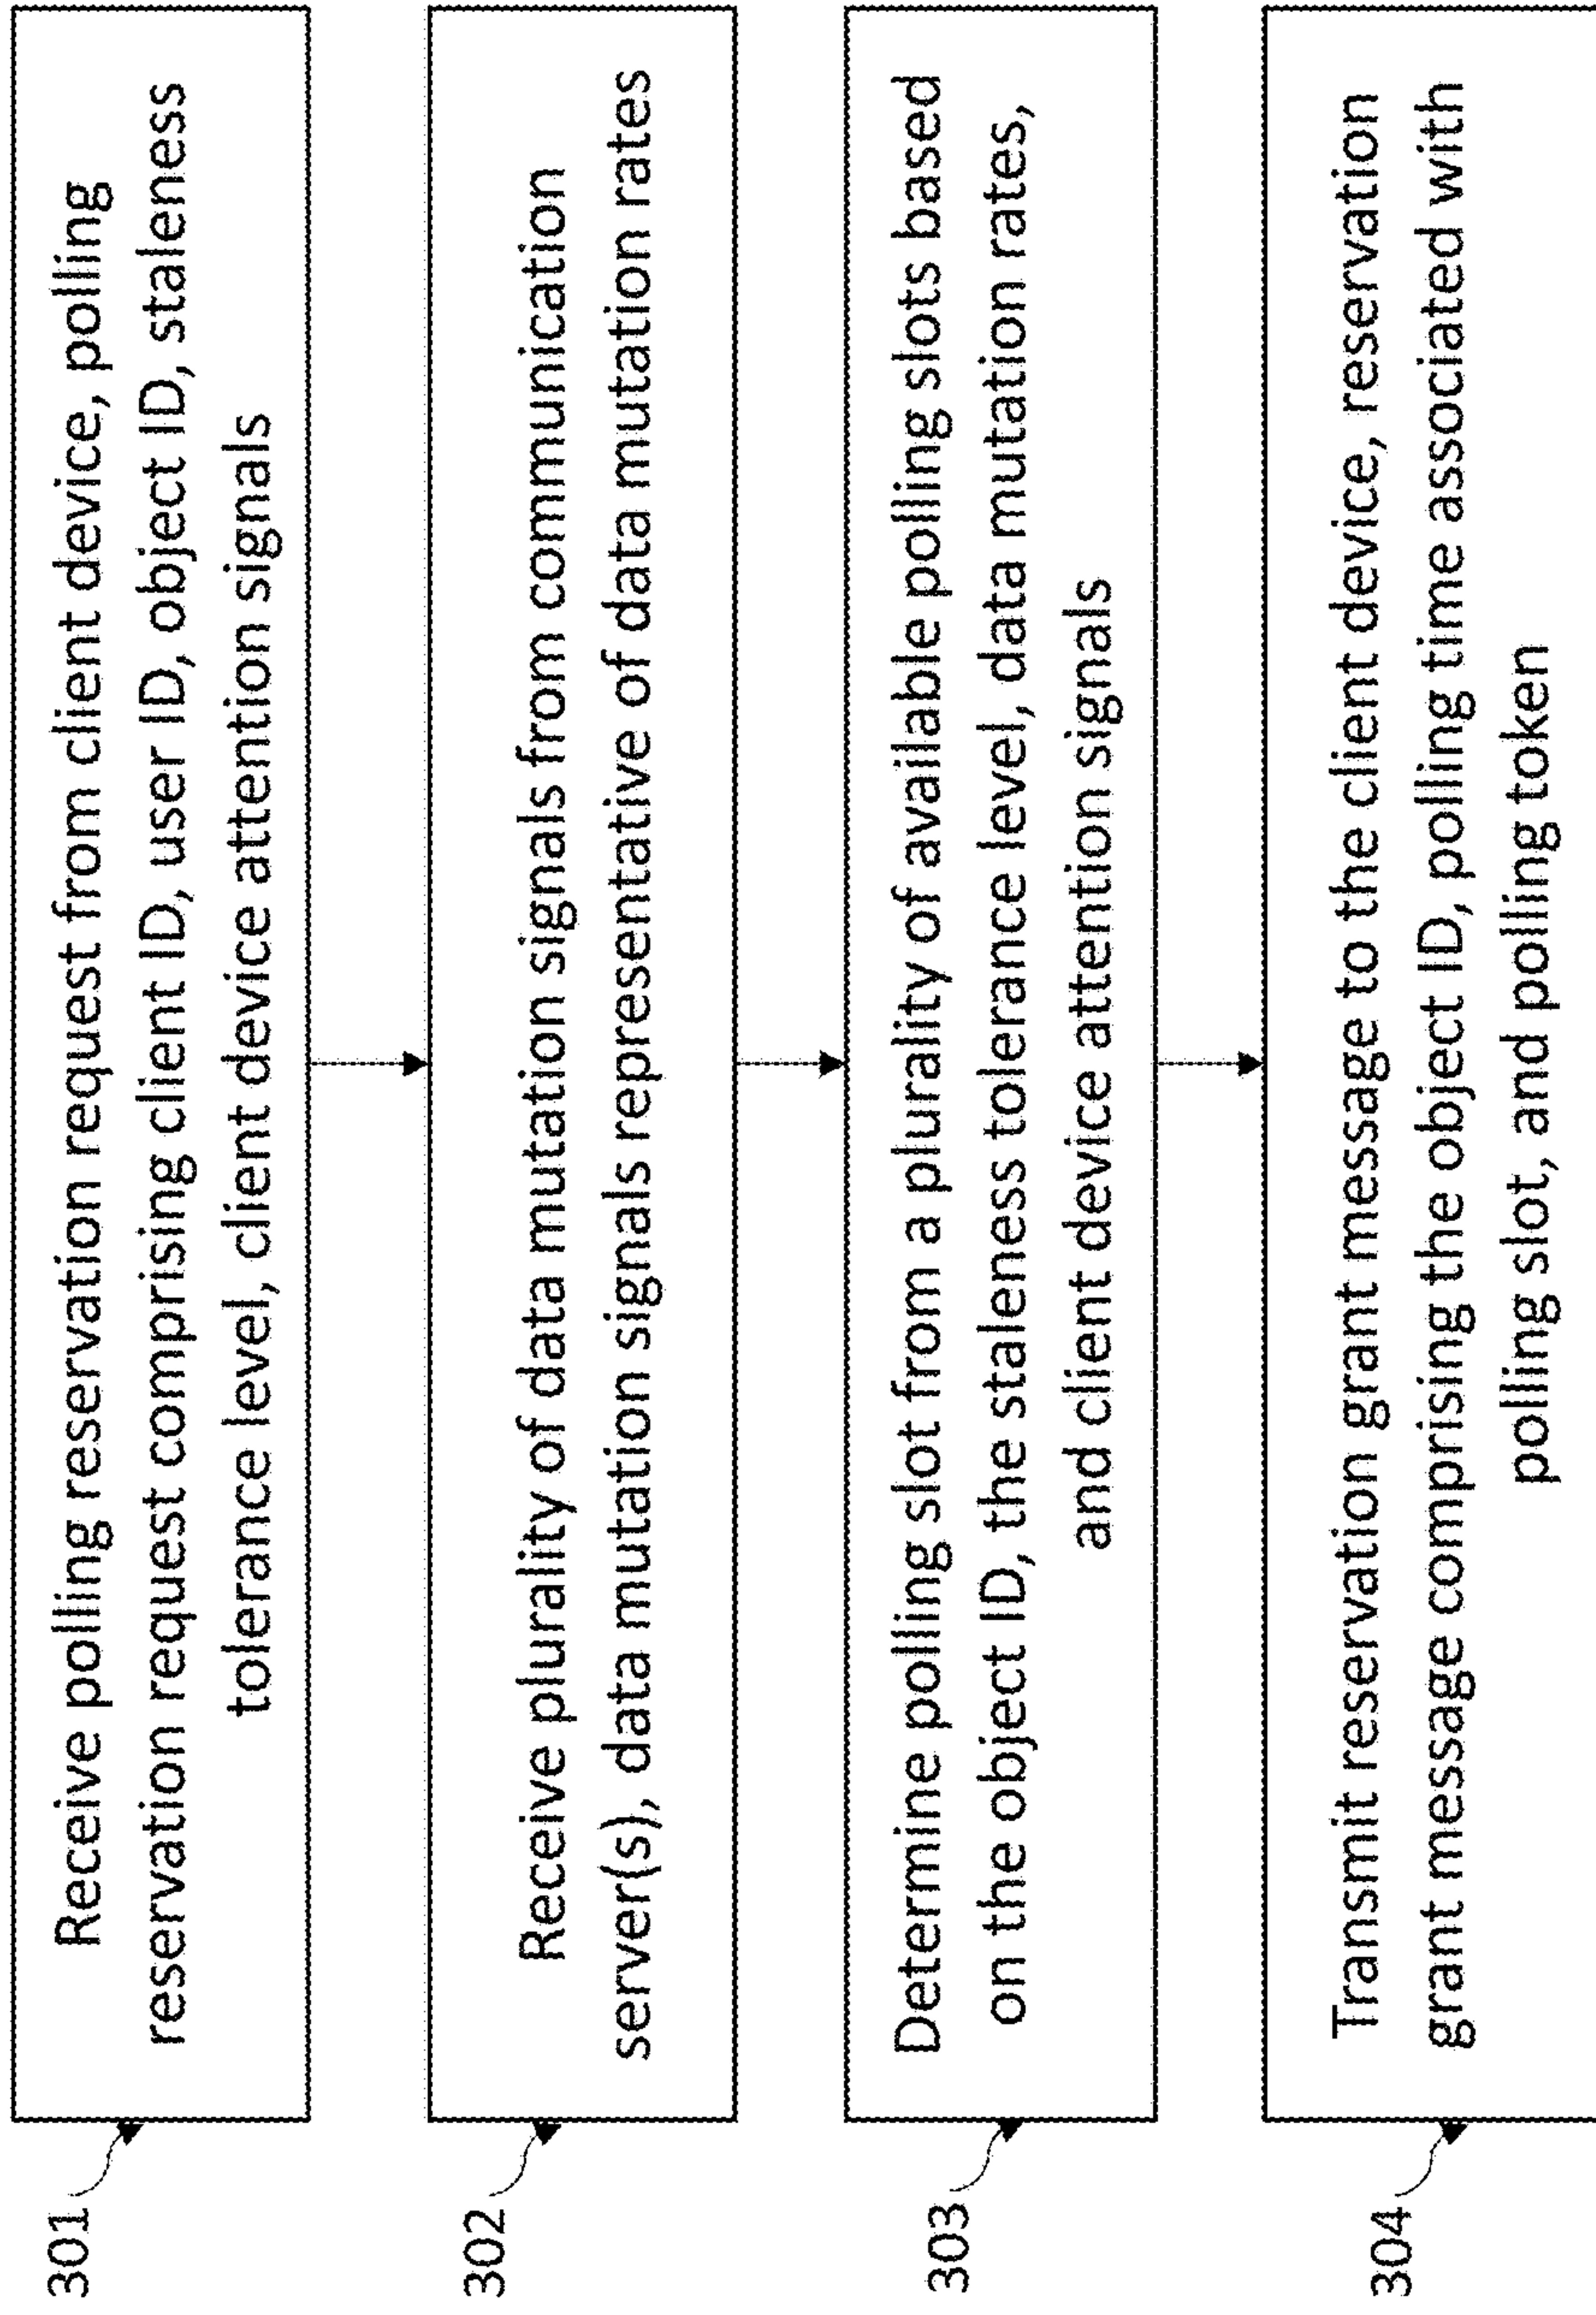 301
Receive polling reservation request from client device, polling
reservation request comprising client ID, user ID, object ID, staleness
tolerance level, client device attention signals
302
Receive plurality of data mutation signals from communication
server(s), data mutation signals representative of data mutation rates
303
Determine polling slot from a plurality of available polling slots based
on the object ID, the staleness tolerance level, data mutation rates,
and client device attention signals
304
Transmit reservation grant message to the client device, reservation
grant message comprising the object ID, polling time associated with
polling slot, and polling token